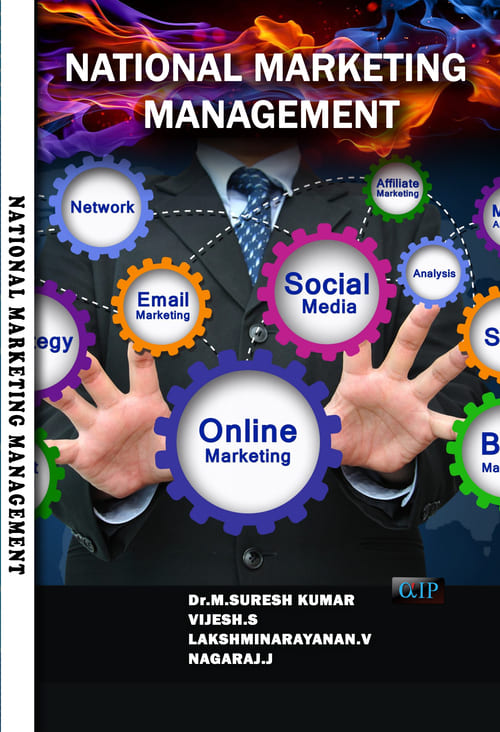 NATIONAL MARKETING
MANAGEMENT
NATIONAL MARKETING MANAGEMENT
Network
Affiliate
Marketing
Analysis
Email
Marketing
Social
Media
Online
Marketing
αIP
Dr.M.SURESH KUMAR
VIJESH.S
LAKSHMINARAYANAN.V
NAGARAJ.J